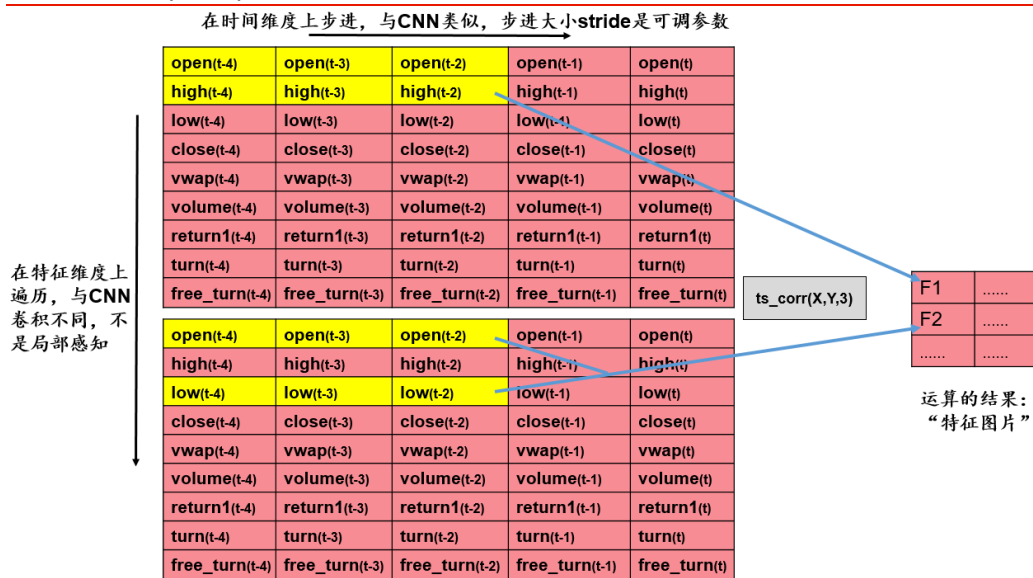 在时间维度上步进，与CNN类似，步进大小stride是可调参数
open(t-4) open(t-3) open(t-2) open(t-1) open(t)
high(t-4) high(t-3) high(t-2) high(t-1) high(t)
low(t-4) low(t-3) low(t-2) low(t-1) low(t)
close(t-4) close(t-3) close(t-2) close(t-1) close(t)
vwap(t-4) vwap(t-3) vwap(t-2) vwap(t-1) vwap(t)
volume(t-4) volume(t-3) volume(t-2) volume(t-1) volume(t)
return1(t-4) return1(t-3) return1(t-2) return1(t-1) return1(t)
turn(t-4) turn(t-3) turn(t-2) turn(t-1) turn(t)
free_turn(t-4) free_turn(t-3) free_turn(t-2) free_turn(t-1) free_turn(t)
在特征维度上
遍历，与CNN
卷积不同，不
是局部感知
ts_corr(X,Y,3)
F1 ......
F2 ......
...... ......
运算的结果：
“特征图片”
open(t-4) open(t-3) open(t-2) open(t-1) open(t)
high(t-4) high(t-3) high(t-2) high(t-1) high(t)
low(t-4) low(t-3) low(t-2) low(t-1) low(t)
close(t-4) close(t-3) close(t-2) close(t-1) close(t)
vwap(t-4) vwap(t-3) vwap(t-2) vwap(t-1) vwap(t)
volume(t-4) volume(t-3) volume(t-2) volume(t-1) volume(t)
return1(t-4) return1(t-3) return1(t-2) return1(t-1) return1(t)
turn(t-4) turn(t-3) turn(t-2) turn(t-1) turn(t)
free_turn(t-4) free_turn(t-3) free_turn(t-2) free_turn(t-1) free_turn(t)